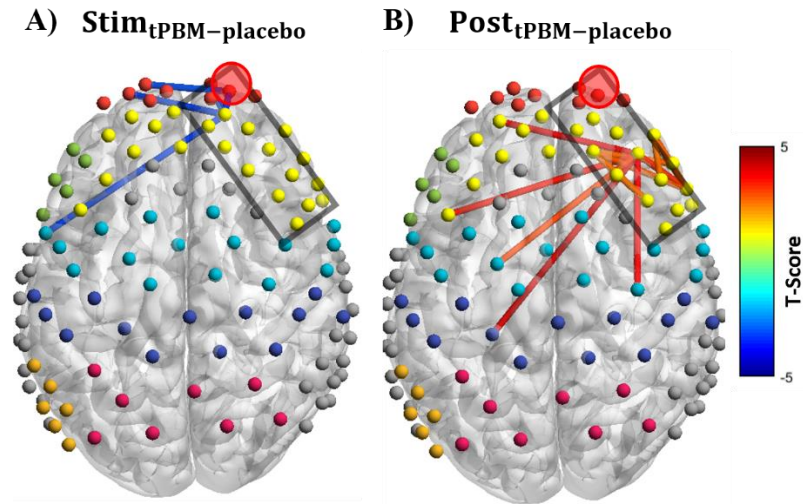 A) Stim tPBM−placebo
B) Post tPBM−placebo
5
T-Score
-5